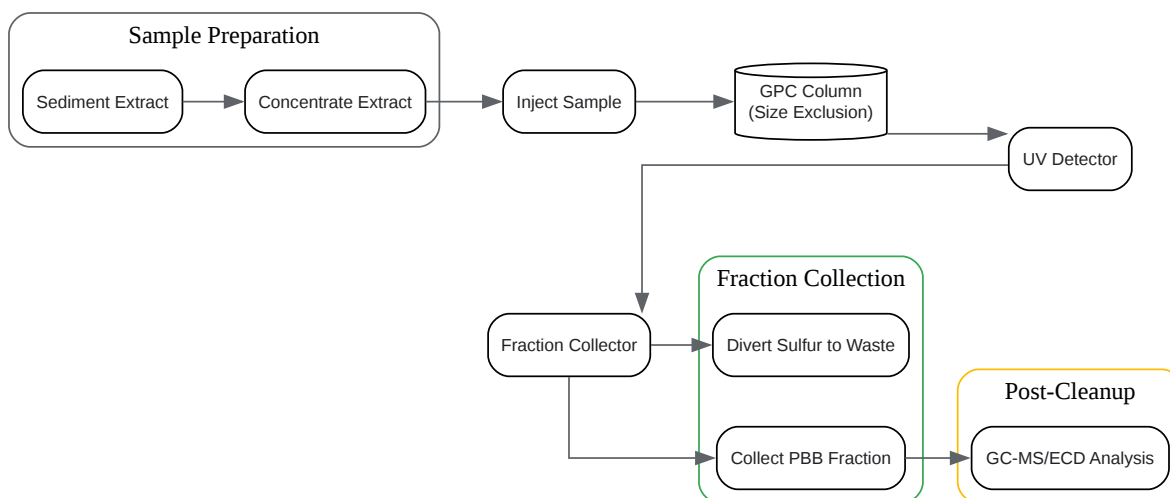 Sample Preparation
Sediment Extract
Concentrate Extract
Inject Sample
GPC Column
(Size Exclusion)
UV Detector
Fraction Collector
Fraction Collection
Divert Sulfur to Waste
Collect PBB Fraction
Post-Cleanup
GC-MS/ECD Analysis